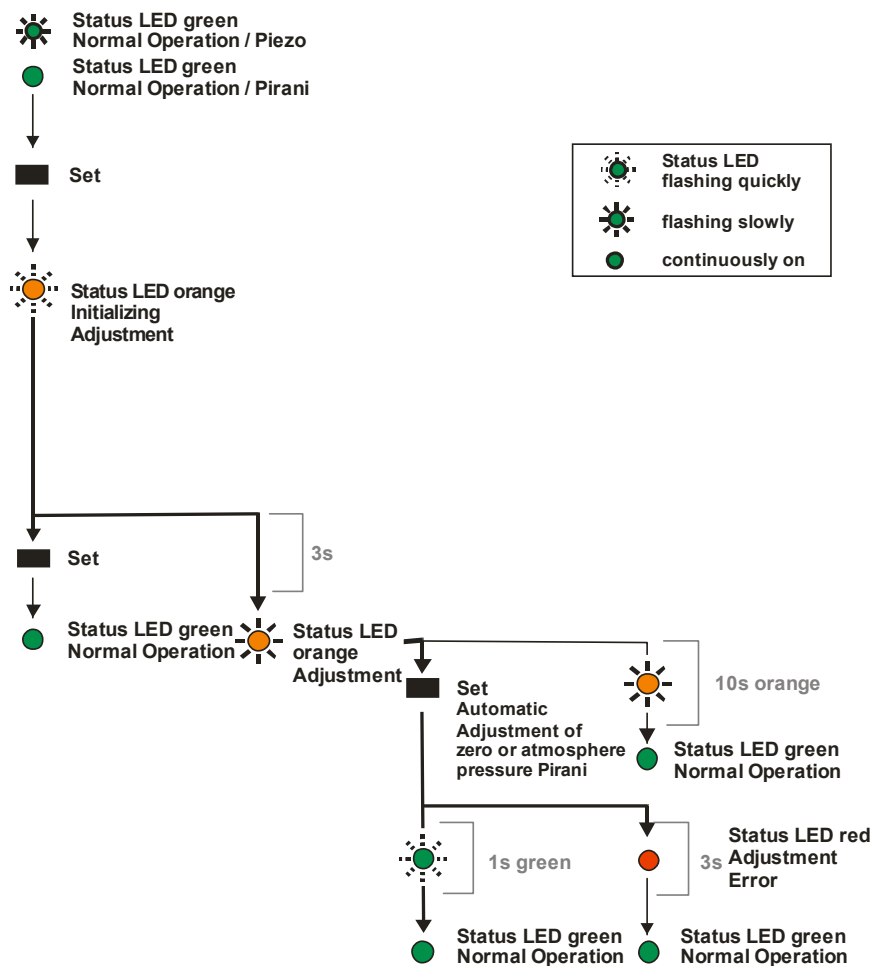 Status LED green
Normal Operation / Piezo
Status LED green
Normal Operation / Pirani
Set
Status LED
flashing quickly
flashing slowly
continuously on
Status LED orange
Initializing
Adjustment
3s
Set
Status LED green
Normal Operation
Status LED
orange
Adjustment
Set
Automatic
Adjustment of
zero or atmosphere
pressure Pirani
10s orange
Status LED green
Normal Operation
1s green
3s
Status LED red
Adjustment
Error
Status LED green
Normal Operation
Status LED green
Normal Operation